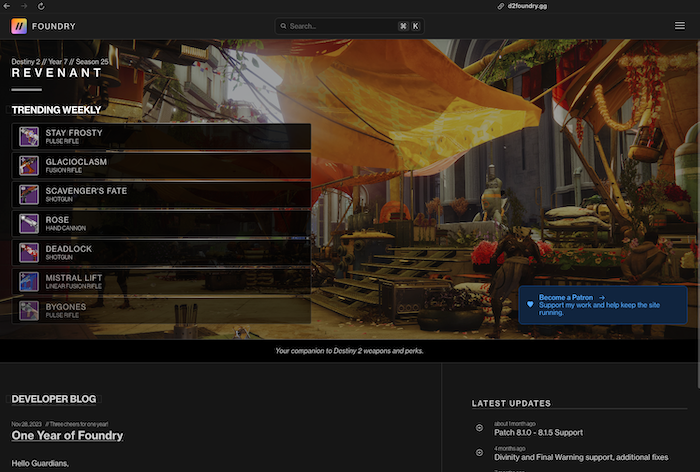 d2foundry.gg
FOUNDRY
Search...
⌘ K
Destiny 2 // Year 7 // Season 25
REVENANT
TRENDING WEEKLY
STAY FROSTY
PULSE RIFLE
GLACIOCLASM
FUSION RIFLE
SCAVENGER'S FATE
SHOTGUN
ROSE
HAND CANNON
DEADLOCK
SHOTGUN
MISTRAL LIFT
LINEAR FUSION RIFLE
BYGONES
PULSE RIFLE
Become a Patron →
Support my work and help keep the site
running.
Your companion to Destiny 2 weapons and perks.
DEVELOPER BLOG
Nov 28, 2023 // Three cheers for one year!
One Year of Foundry
Hello Guardians,
LATEST UPDATES
about 1 month ago
Patch 8.1.0 - 8.1.5 Support
4 months ago
Divinity and Final Warning support, additional fixes